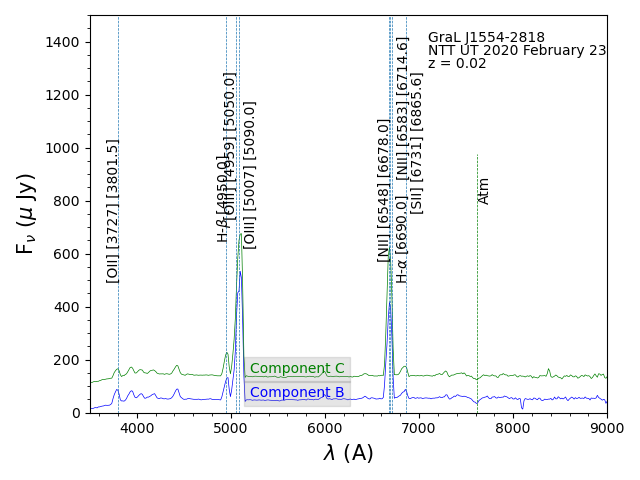 GraL J1554-2818
NTT UT 2020 February 23
z = 0.02
1400
1200
1000
800
600
400
200
0
Fν (μ Jy)
[OII] [3727] [3801.5]
H-β [4950.0]
[OIII] [4959] [5050.0]
[OIII] [5007] [5090.0]
[NII] [6548] [6678.0]
H-α [6690.0]
[NII] [6583] [6714.6]
[SII] [6731] [6865.6]
Atm
Component C
Component B
4000 5000 6000 7000 8000 9000
λ (A)